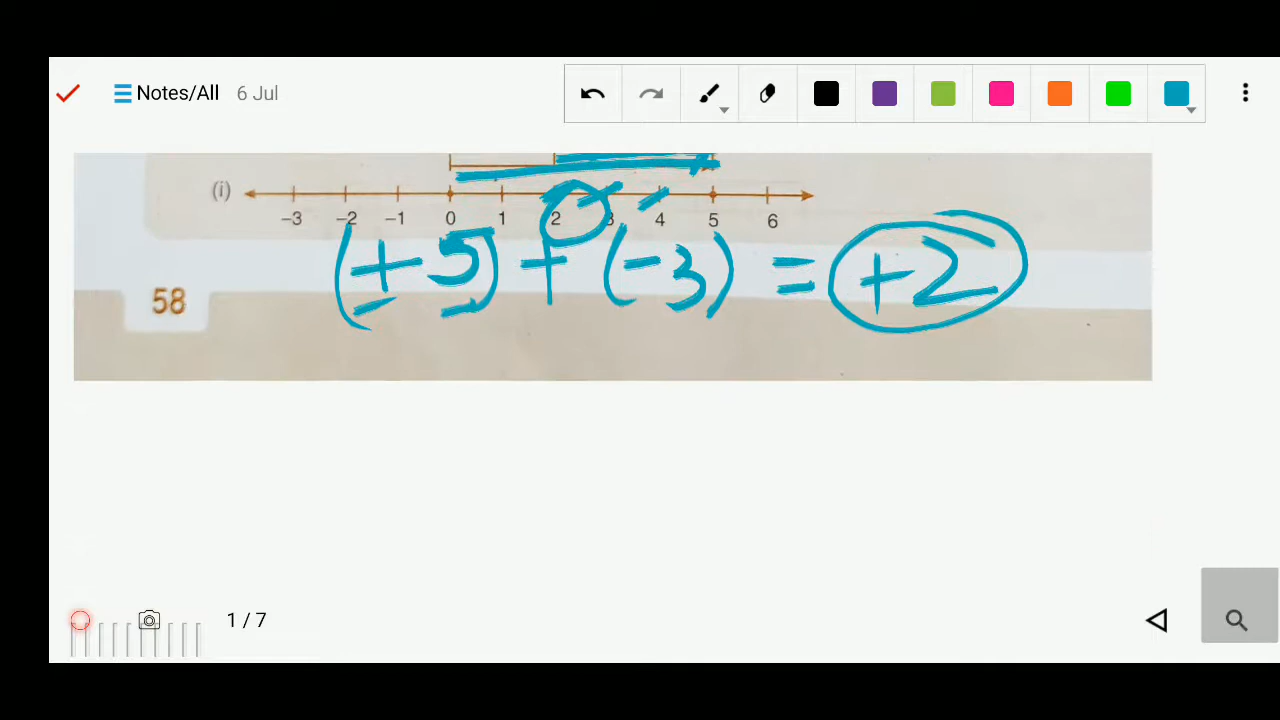 Notes/All 6 Jul
(i) -3 -2 -1 0 1 2 3 4 5 6
(+5) + (-3) = +2
58
1 / 7